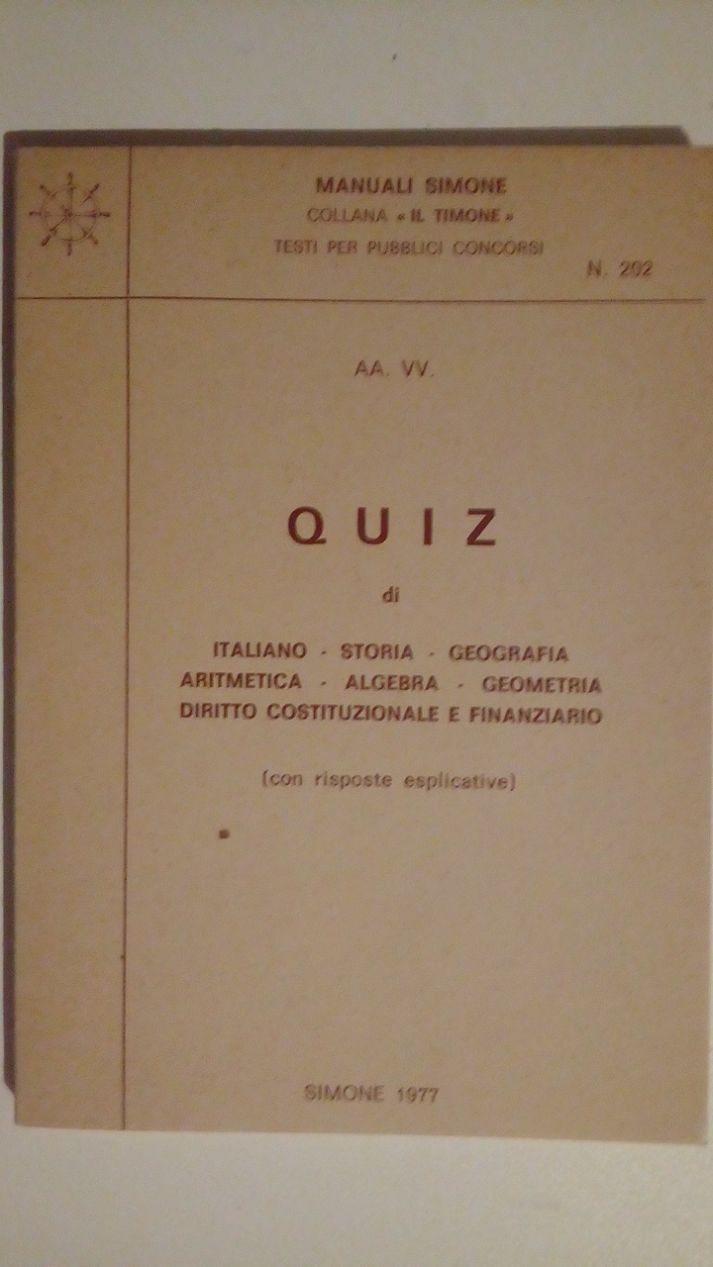 MANUALI SIMONE
COLLANA « IL TIMONE »
TESTI PER PUBBLICI CONCORSI
N. 202
AA. VV.
QUIZ
di
ITALIANO - STORIA - GEOGRAFIA
ARITMETICA - ALGEBRA - GEOMETRIA
DIRITTO COSTITUZIONALE E FINANZIARIO
(con risposte esplicative)
SIMONE 1977